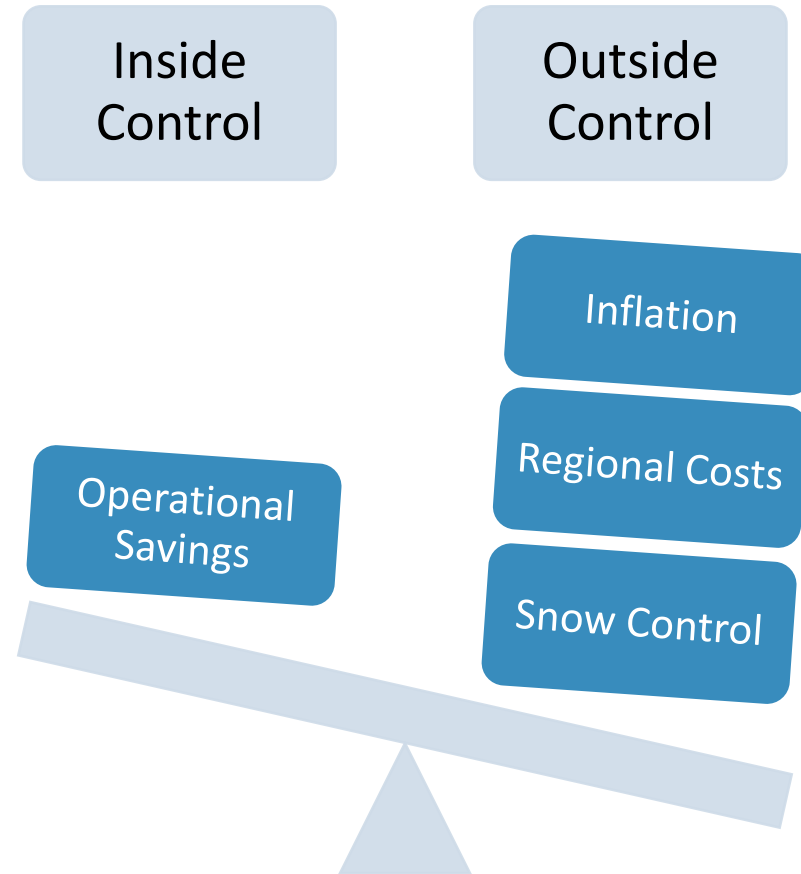 Inside
Control
Outside
Control
Inflation
Regional Costs
Operational
Savings
Snow Control